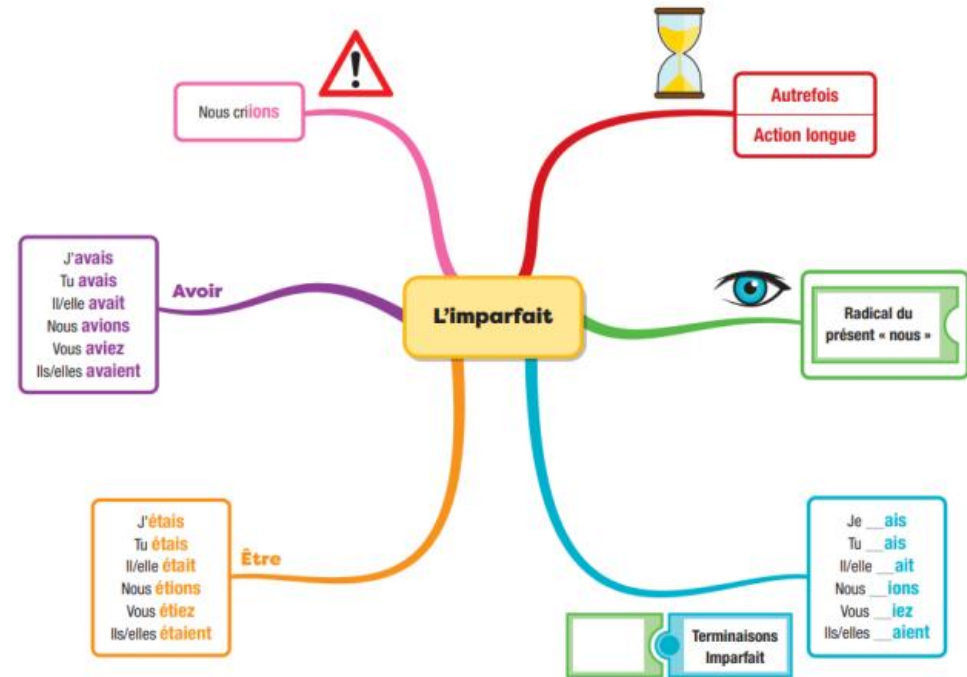 L'imparfait
Autrefois
Action longue
Radical du
présent « nous »
Je __ais
Tu __ais
Il/elle __ait
Nous __ions
Vous __iez
Ils/elles __aient
Terminaisons
Imparfait
Être
J'étais
Tu étais
Il/elle était
Nous étions
Vous étiez
Ils/elles étaient
Avoir
J'avais
Tu avais
Il/elle avait
Nous avions
Vous aviez
Ils/elles avaient
Nous criions
!